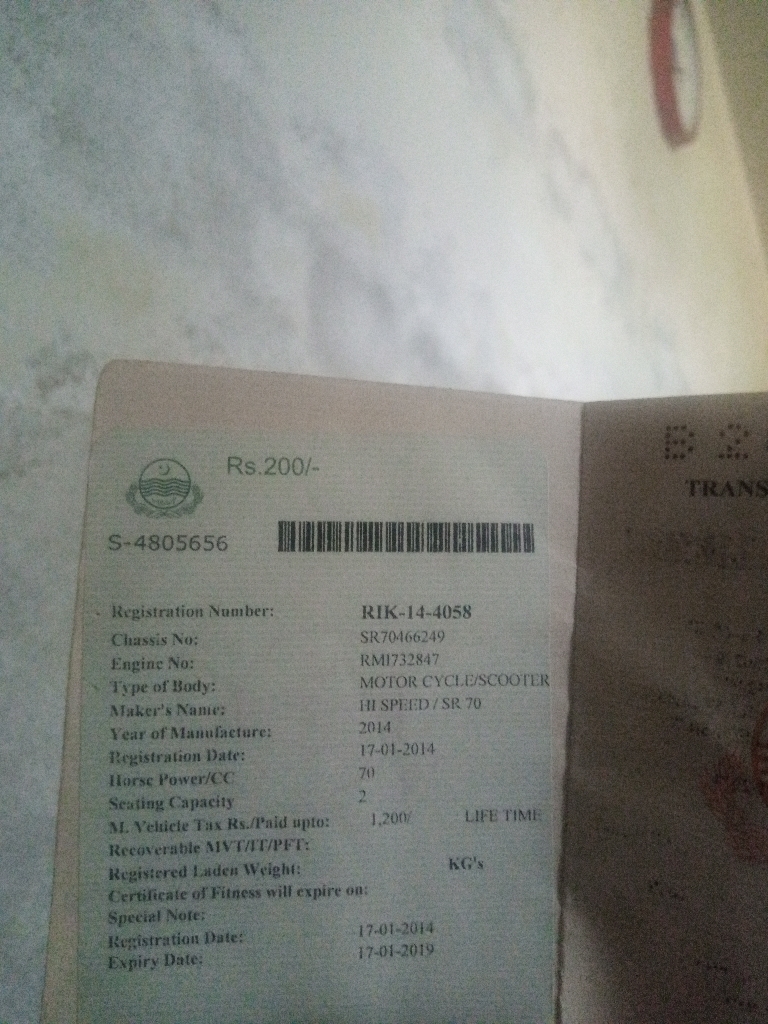 Rs.200/-
S-4805656
Registration Number: RIK-14-4058
Chassis No: SR70466249
Engine No: RM1732847
Type of Body: MOTOR CYCLE/SCOOTER
Maker's Name: HI SPEED / SR 70
Year of Manufacture: 2014
Registration Date: 17-01-2014
Horse Power/CC 70
Seating Capacity 2
M. Vehicle Tax Rs./Paid upto: 1,200/ LIFE TIME
Recoverable MVT/IT/PFT:
Registered Laden Weight: KG's
Certificate of Fitness will expire on:
Special Note:
Registration Date: 17-01-2014
Expiry Date: 17-01-2019
B 2
TRANS